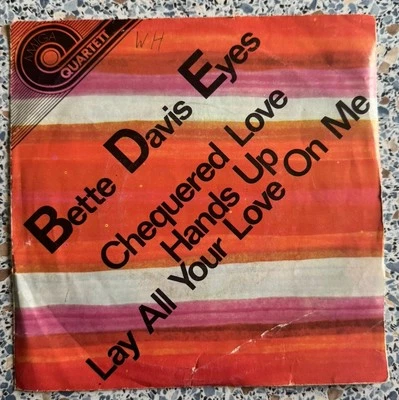 AMIGA
QUARTETT
WH
Bette Davis Eyes
Chequered Love
Hands Up
Lay All Your Love On Me